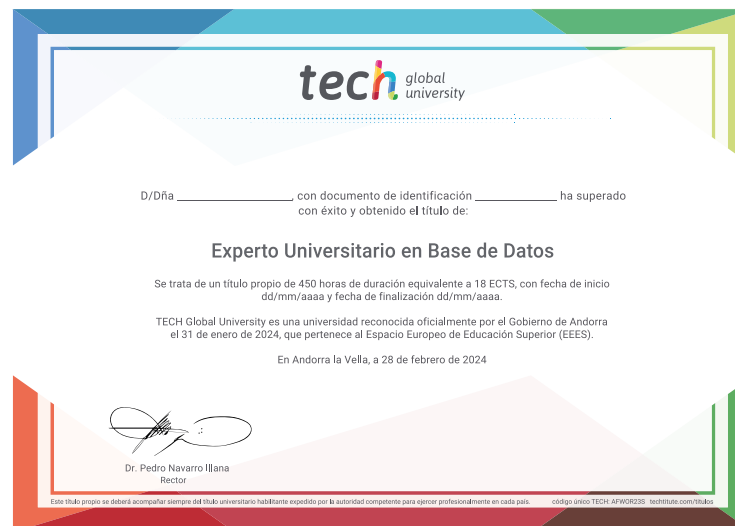 tech global university
D/Dña ____________________, con documento de identificación ______________ ha superado
con éxito y obtenido el título de:
Experto Universitario en Base de Datos
Se trata de un título propio de 450 horas de duración equivalente a 18 ECTS, con fecha de inicio
dd/mm/aaaa y fecha de finalización dd/mm/aaaa.
TECH Global University es una universidad reconocida oficialmente por el Gobierno de Andorra
el 31 de enero de 2024, que pertenece al Espacio Europeo de Educación Superior (EEES).
En Andorra la Vella, a 28 de febrero de 2024
Dr. Pedro Navarro Illana
Rector
Este título propio se deberá acompañar siempre del título universitario habilitante expedido por la autoridad competente para ejercer profesionalmente en cada país. código único TECH: AFWOR23S techtitute.com/titulos